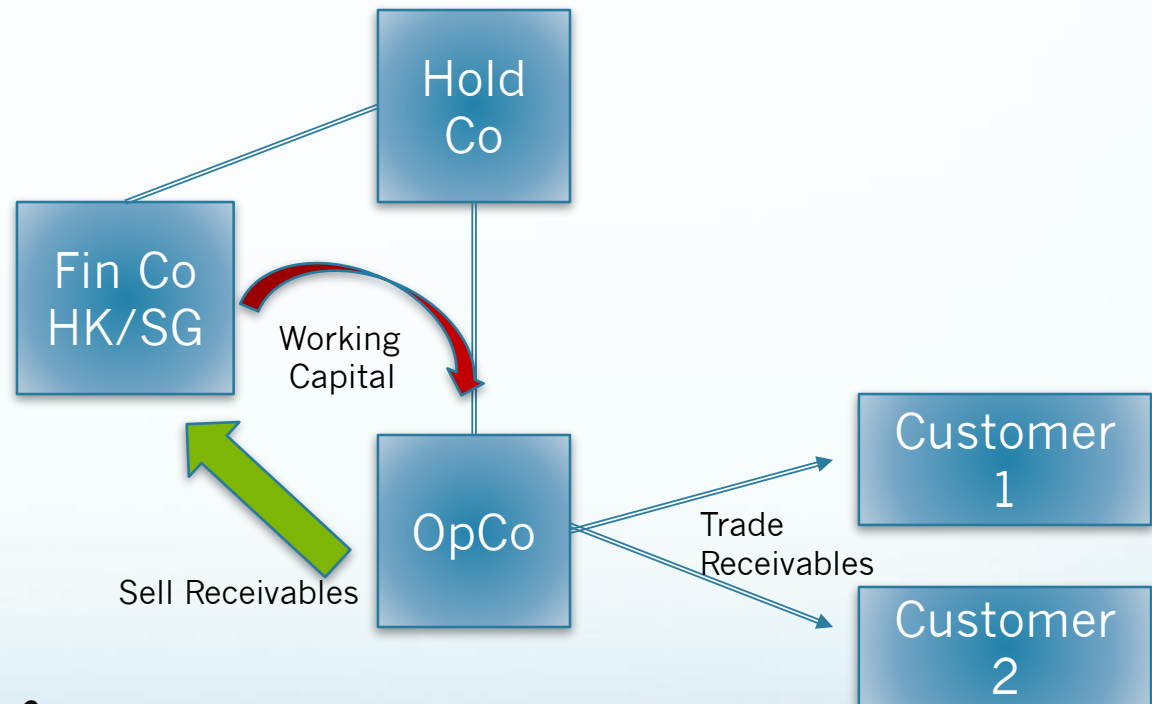 Hold
Co
Fin Co
HK/SG
Working
Capital
Customer
1
OpCo
Trade
Receivables
Sell Receivables
Customer
2